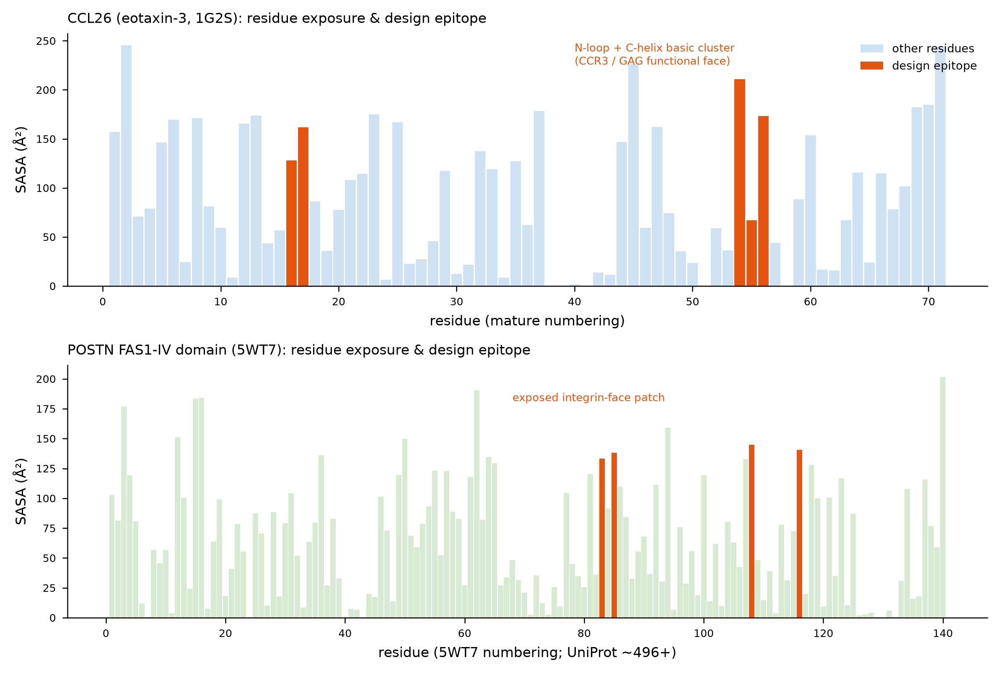 CCL26 (eotaxin-3, 1G2S): residue exposure & design epitope
N-loop + C-helix basic cluster
(CCR3 / GAG functional face)
other residues
design epitope
SASA (Å²)
250
200
150
100
50
0
0 10 20 30 40 50 60 70
residue (mature numbering)
POSTN FAS1-IV domain (5WT7): residue exposure & design epitope
exposed integrin-face patch
SASA (Å²)
200
175
150
125
100
75
50
25
0
0 20 40 60 80 100 120 140
residue (5WT7 numbering; UniProt ~496+)